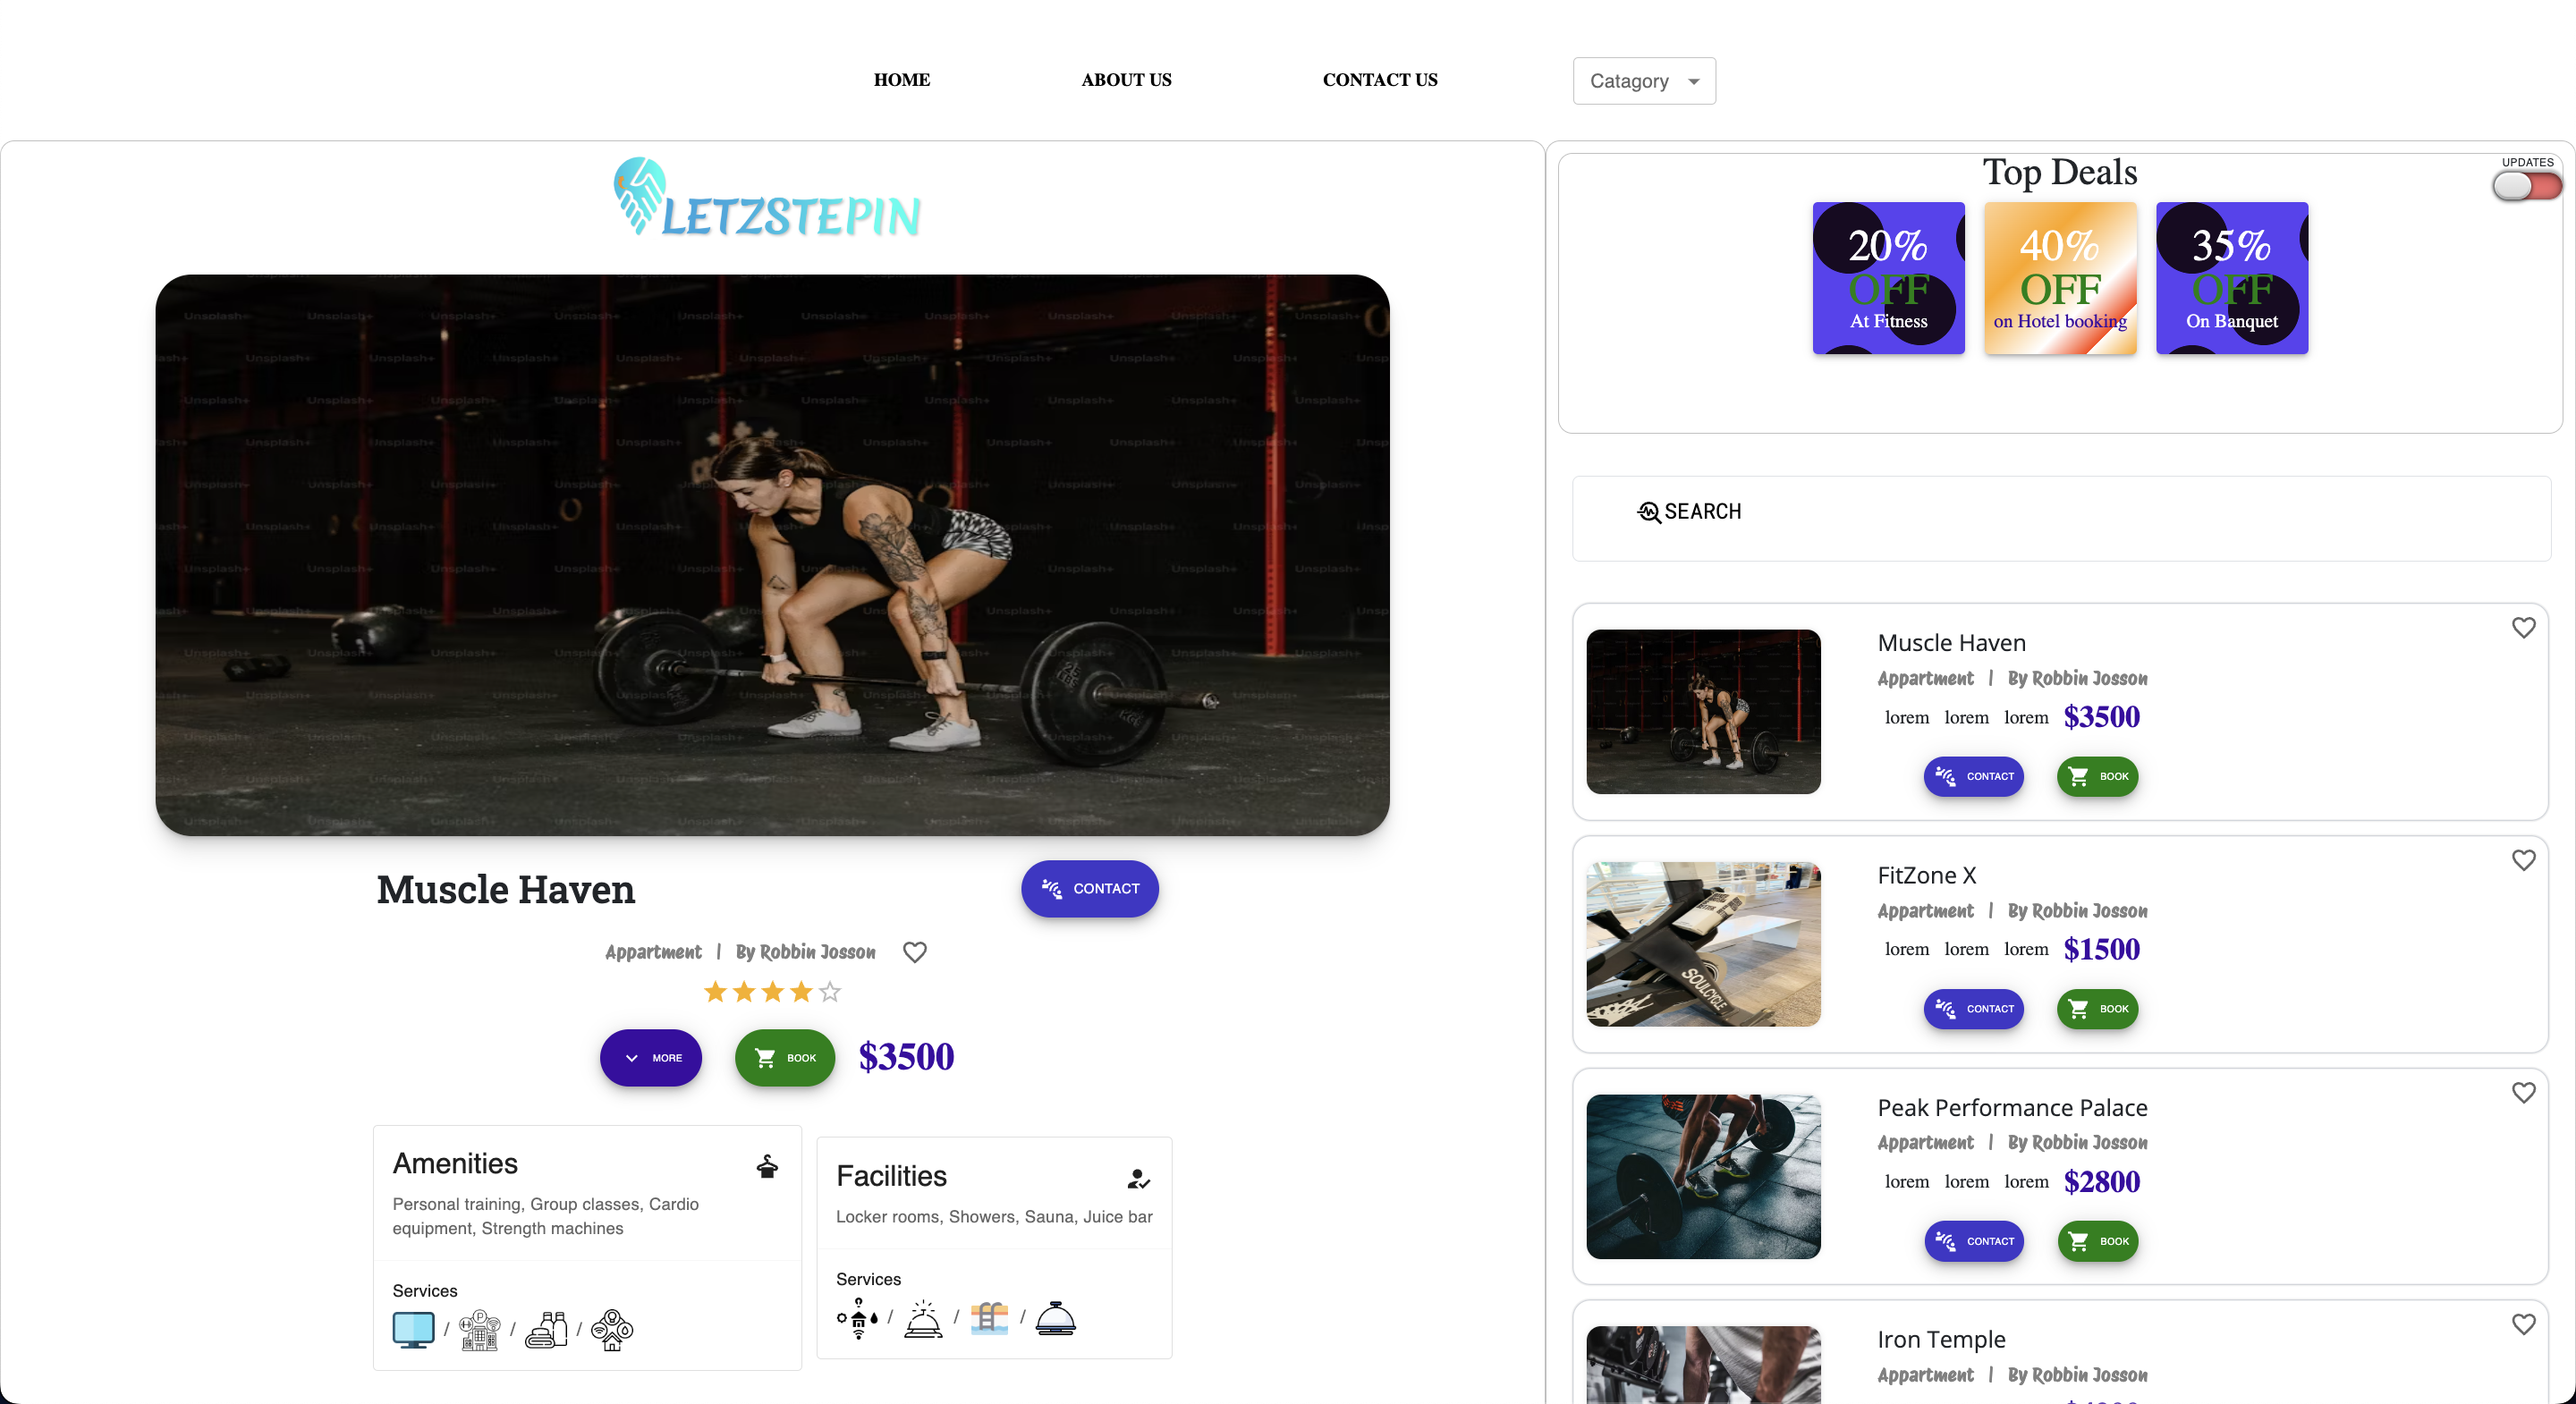 HOME ABOUT US CONTACT US Catagory
LETZSTEPIN
Muscle Haven
CONTACT
Appartment | By Robbin Josson
MORE BOOK $3500
Amenities
Personal training, Group classes, Cardio
equipment, Strength machines
Services
/ / /
Facilities
Locker rooms, Showers, Sauna, Juice bar
Services
/ / /
Top Deals
UPDATES
20%
OFF
At Fitness
40%
OFF
on Hotel booking
35%
OFF
On Banquet
SEARCH
Muscle Haven
Appartment | By Robbin Josson
lorem lorem lorem $3500
CONTACT BOOK
FitZone X
Appartment | By Robbin Josson
lorem lorem lorem $1500
CONTACT BOOK
SOULCYCLE
Peak Performance Palace
Appartment | By Robbin Josson
lorem lorem lorem $2800
CONTACT BOOK
Iron Temple
Appartment | By Robbin Josson